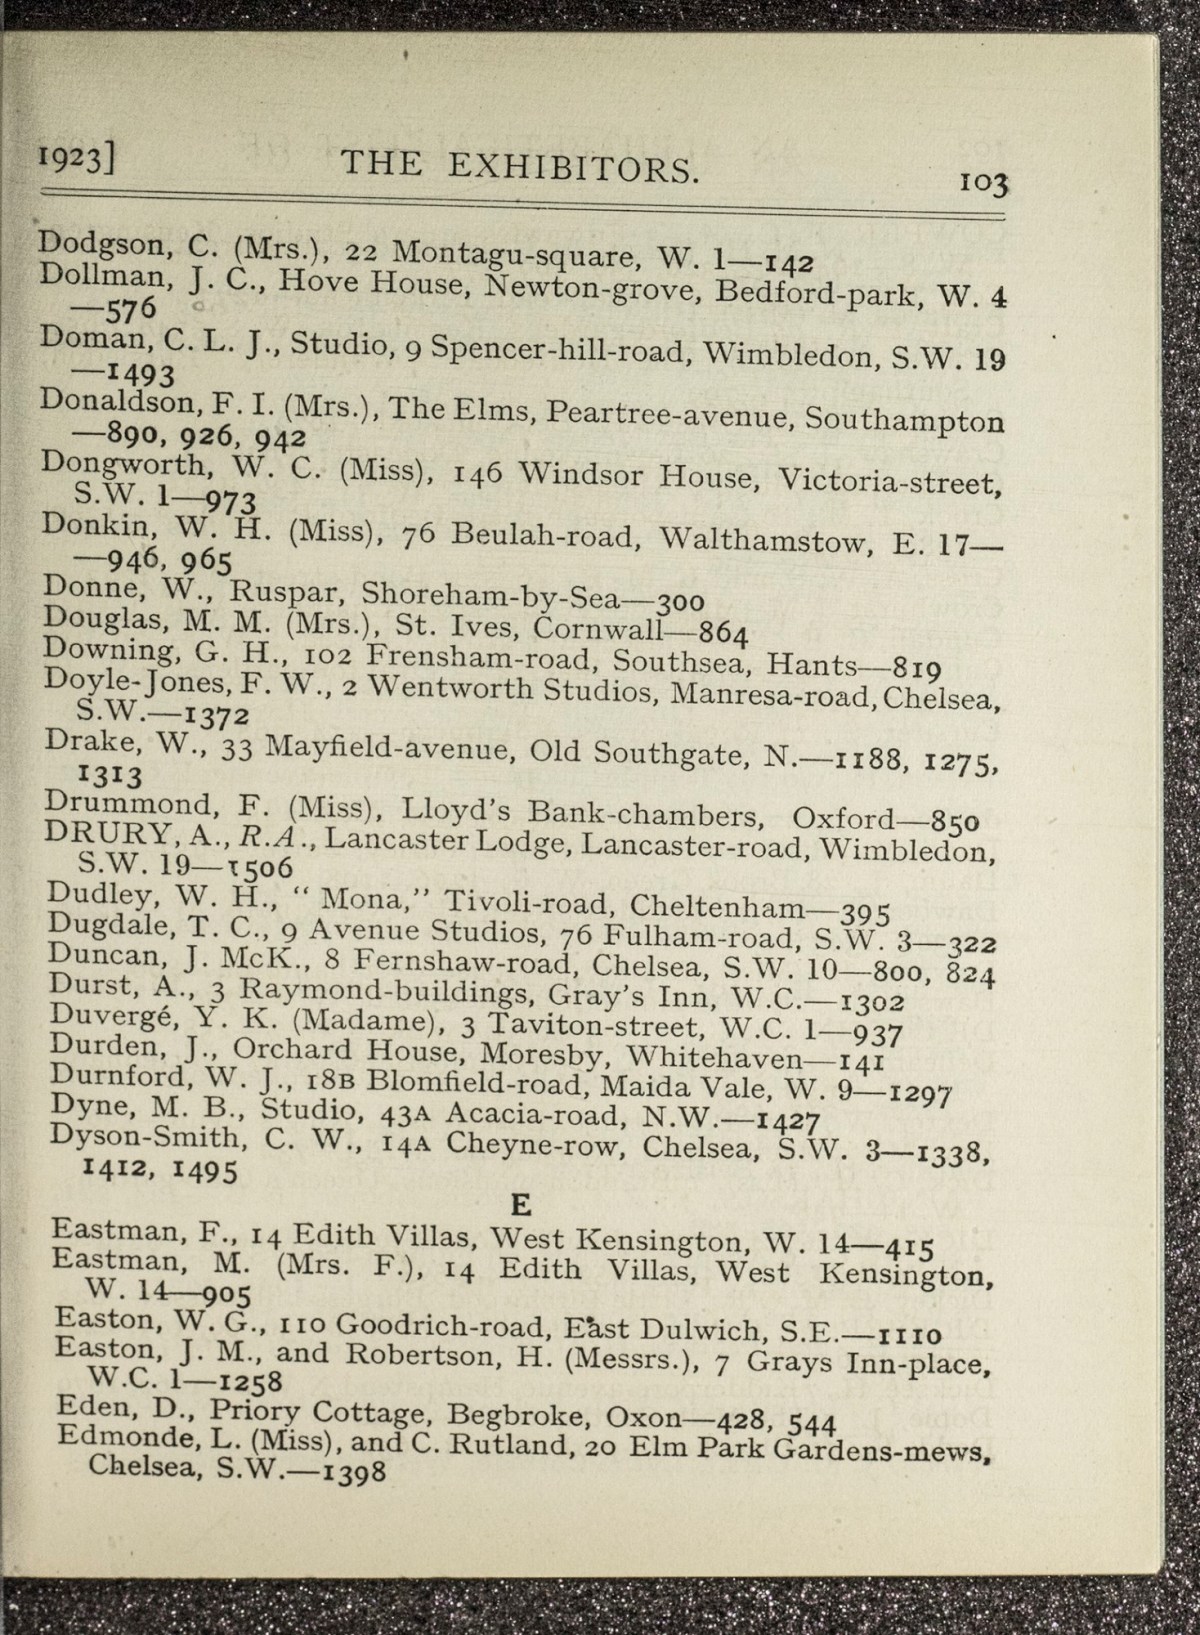 1923] THE EXHIBITORS. 103
Dodgson, C. (Mrs.), 22 Montagu-square, W. 1—142
Dollman, J. C., Hove House, Newton-grove, Bedford-park, W. 4
—576
Doman, C. L. J., Studio, 9 Spencer-hill-road, Wimbledon, S.W. 19
—1493
Donaldson, F. I. (Mrs.), The Elms, Peartree-avenue, Southampton
—890, 926, 942
Dongworth, W. C. (Miss), 146 Windsor House, Victoria-street,
S.W. 1—973
Donkin, W. H. (Miss), 76 Beulah-road, Walthamstow, E. 17—
—946, 965
Donne, W., Ruspar, Shoreham-by-Sea—300
Douglas, M. M. (Mrs.), St. Ives, Cornwall—864
Downing, G. H., 102 Frensham-road, Southsea, Hants—819
Doyle-Jones, F. W., 2 Wentworth Studios, Manresa-road, Chelsea,
S.W.—1372
Drake, W., 33 Mayfield-avenue, Old Southgate, N.—1188, 1275,
1313
Drummond, F. (Miss), Lloyd's Bank-chambers, Oxford—850
DRURY, A., R.A., Lancaster Lodge, Lancaster-road, Wimbledon,
S.W. 19—1506
Dudley, W. H., “ Mona,” Tivoli-road, Cheltenham—395
Dugdale, T. C., 9 Avenue Studios, 76 Fulham-road, S.W. 3—322
Duncan, J. McK., 8 Fernshaw-road, Chelsea, S.W. 10—800, 824
Durst, A., 3 Raymond-buildings, Gray's Inn, W.C.—1302
Duvergé, Y. K. (Madame), 3 Taviton-street, W.C. 1—937
Durden, J., Orchard House, Moresby, Whitehaven—141
Durnford, W. J., 18B Blomfield-road, Maida Vale, W. 9—1297
Dyne, M. B., Studio, 43A Acacia-road, N.W.—1427
Dyson-Smith, C. W., 14A Cheyne-row, Chelsea, S.W. 3—1338,
1412, 1495
E
Eastman, F., 14 Edith Villas, West Kensington, W. 14—415
Eastman, M. (Mrs. F.), 14 Edith Villas, West Kensington,
W. 14—905
Easton, W. G., 110 Goodrich-road, East Dulwich, S.E.—1110
Easton, J. M., and Robertson, H. (Messrs.), 7 Grays Inn-place,
W.C. 1—1258
Eden, D., Priory Cottage, Begbroke, Oxon—428, 544
Edmonde, L. (Miss), and C. Rutland, 20 Elm Park Gardens-mews,
Chelsea, S.W.—1398